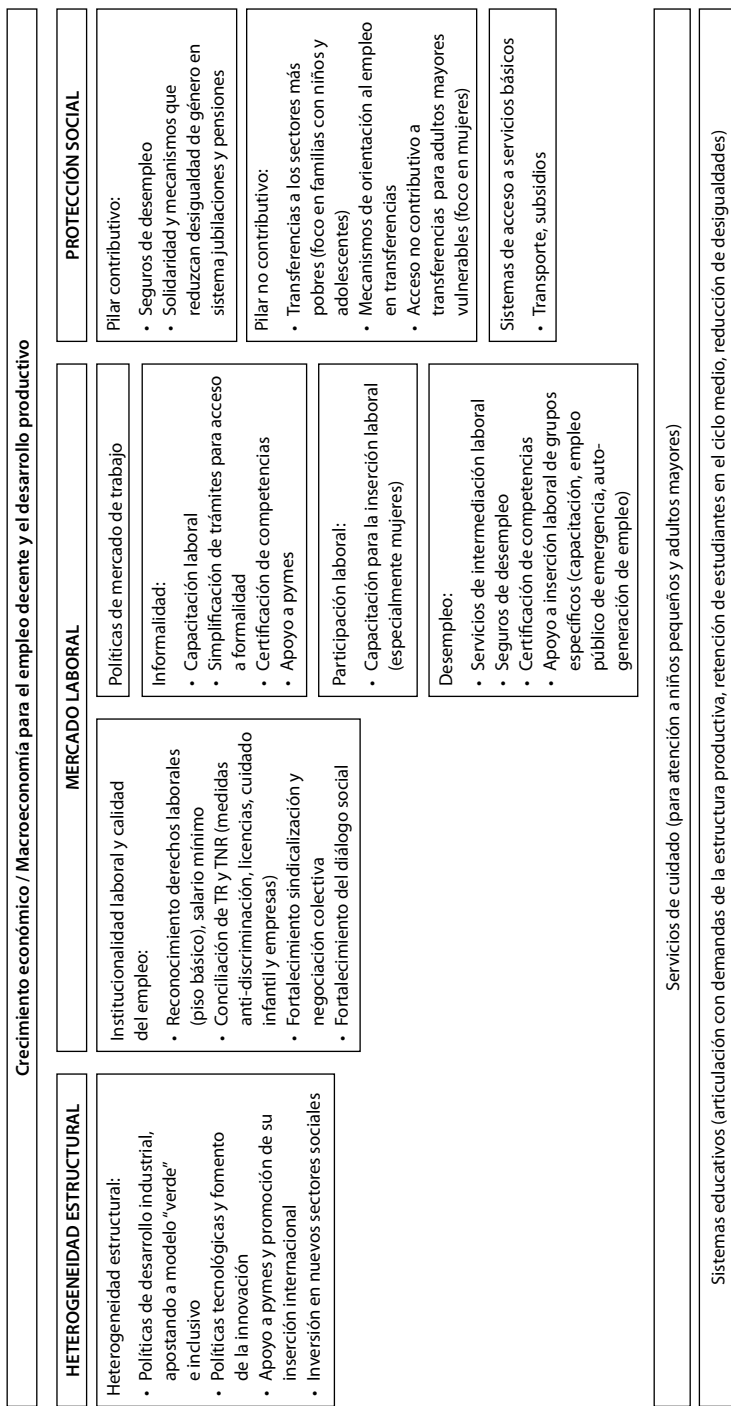 Crecimiento económico / Macroeconomía para el empleo decente y el desarrollo productivo
HETEROGENEIDAD ESTRUCTURAL
Heterogeneidad estructural:
• Políticas de desarrollo industrial,
apostando a modelo "verde"
e inclusivo
• Políticas tecnológicas y fomento
de la innovación
• Apoyo a pymes y promoción de su
inserción internacional
• Inversión en nuevos sectores sociales
MERCADO LABORAL
Institucionalidad laboral y calidad
del empleo:
• Reconocimiento derechos laborales
(piso básico), salario mínimo
• Conciliación de TR y TNR (medidas
anti-discriminación, licencias, cuidado
infantil y empresas)
• Fortalecimiento sindicalización y
negociación colectiva
• Fortalecimiento del diálogo social
Políticas de mercado de trabajo
Informalidad:
• Capacitación laboral
• Simplificación de trámites para acceso
a formalidad
• Certificación de competencias
• Apoyo a pymes
Participación laboral:
• Capacitación para la inserción laboral
(especialmente mujeres)
Desempleo:
• Servicios de intermediación laboral
• Seguros de desempleo
• Certificación de competencias
• Apoyo a inserción laboral de grupos
específicos (capacitación, empleo
público de emergencia, auto-
generación de empleo)
PROTECCIÓN SOCIAL
Pilar contributivo:
• Seguros de desempleo
• Solidaridad y mecanismos que
reduzcan desigualdad de género en
sistema jubilaciones y pensiones
Pilar no contributivo:
• Transferencias a los sectores más
pobres (foco en familias con niños y
adolescentes)
• Mecanismos de orientación al empleo
en transferencias
• Acceso no contributivo a
transferencias para adultos mayores
vulnerables (foco en mujeres)
Sistemas de acceso a servicios básicos
• Transporte, subsidios
Servicios de cuidado (para atención a niños pequeños y adultos mayores)
Sistemas educativos (articulación con demandas de la estructura productiva, retención de estudiantes en el ciclo medio, reducción de desigualdades)